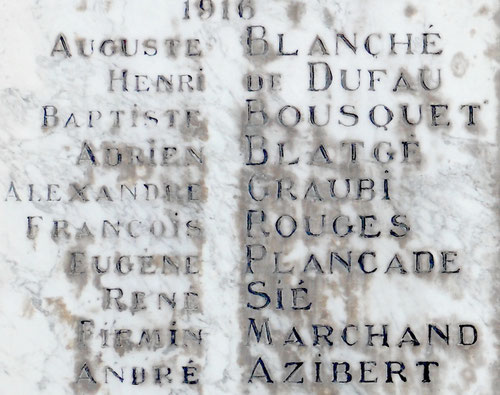 1916
AUGUSTE BLANCHÉ
HENRI DE DUFAU
BAPTISTE BOUSQUET
ADRIEN BLATGÉ
ALEXANDRE GRAUBI
FRANÇOIS ROUGES
EUGÈNE PLANCADE
RENÉ SIÉ
FIRMIN MARCHAND
ANDRÉ AZIBERT